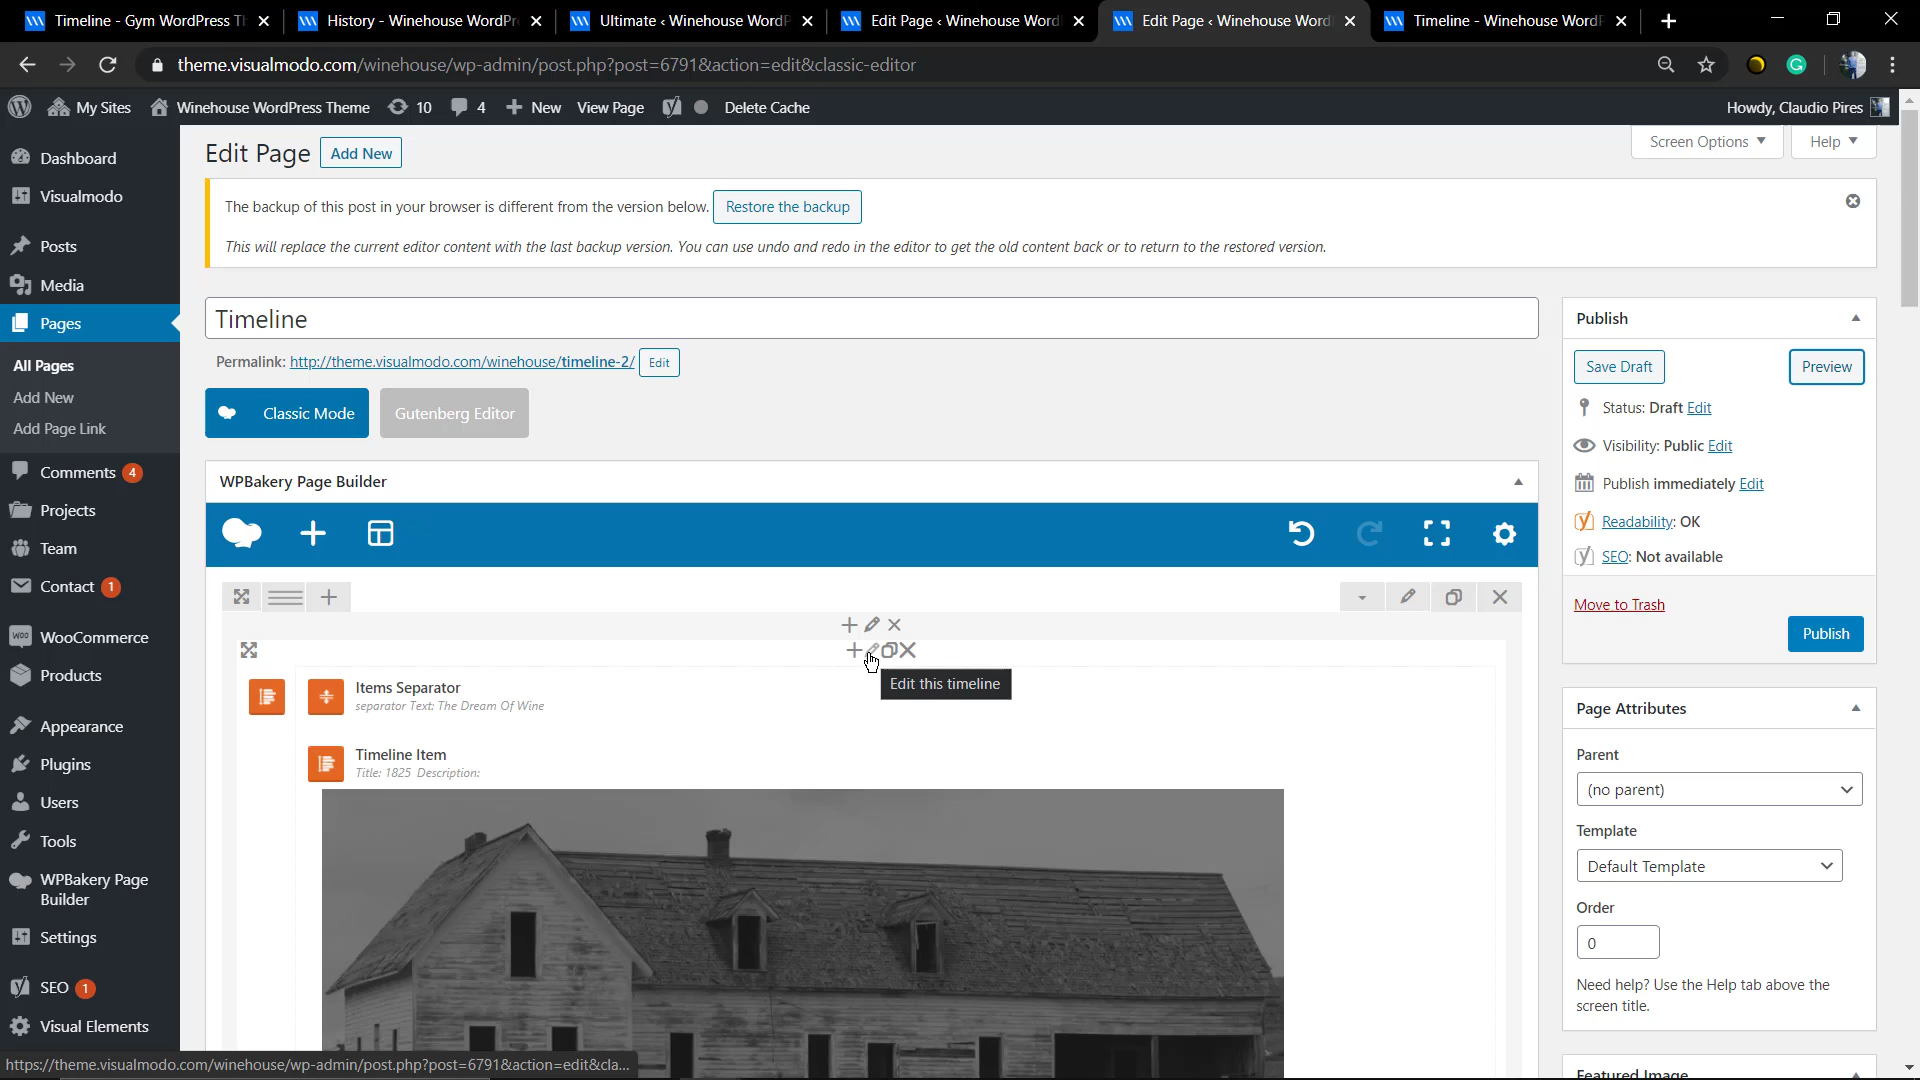 Timeline - Gym WordPress Th
History - Winehouse WordPr
Ultimate ‹ Winehouse WordP
Edit Page ‹ Winehouse Word
Edit Page ‹ Winehouse Word
Timeline - Winehouse WordP
theme.visualmodo.com/winehouse/wp-admin/post.php?post=6791&action=edit&classic-editor
My Sites
Winehouse WordPress Theme
10
4
New
View Page
Delete Cache
Howdy, Claudio Pires
Dashboard
Visualmodo
Posts
Media
Pages
All Pages
Add New
Add Page Link
Comments 4
Projects
Team
Contact 1
WooCommerce
Products
Appearance
Plugins
Users
Tools
WPBakery Page
Builder
Settings
SEO 1
Visual Elements
Edit Page
Add New
Screen Options
Help
The backup of this post in your browser is different from the version below.
Restore the backup
This will replace the current editor content with the last backup version. You can use undo and redo in the editor to get the old content back or to return to the restored version.
Timeline
Permalink: http://theme.visualmodo.com/winehouse/timeline-2/
Edit
Classic Mode
Gutenberg Editor
WPBakery Page Builder
Edit this timeline
Items Separator
separator Text: The Dream Of Wine
Timeline Item
Title: 1825 Description:
Publish
Save Draft
Preview
Status: Draft Edit
Visibility: Public Edit
Publish immediately Edit
Readability: OK
SEO: Not available
Move to Trash
Publish
Page Attributes
Parent
(no parent)
Template
Default Template
Order
0
Need help? Use the Help tab above the
screen title.
Featured Image
https://theme.visualmodo.com/winehouse/wp-admin/post.php?post=6791&action=edit&cla...